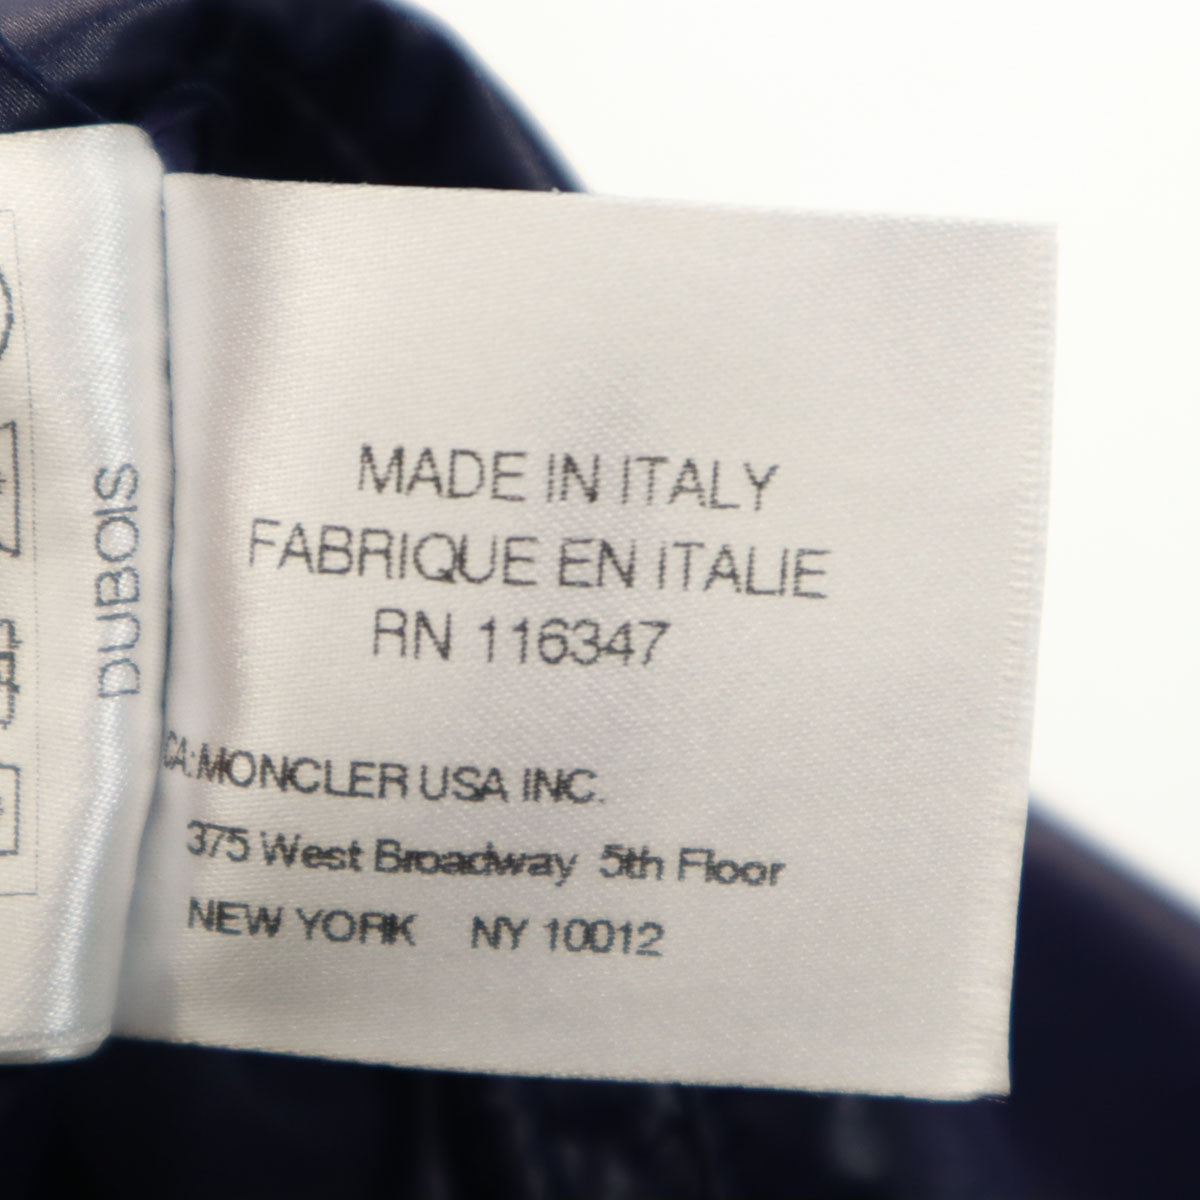 DUBOIS
MADE IN ITALY
FABRIQUE EN ITALIE
RN 116347
CA: MONCLER USA INC.
375 West Broadway 5th Floor
NEW YORK NY 10012